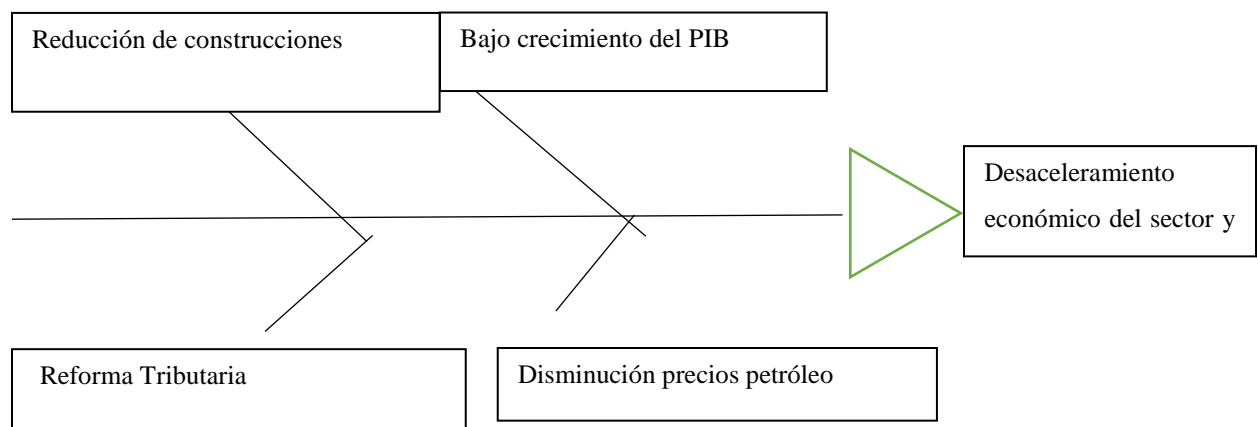 Reducción de construcciones
Bajo crecimiento del PIB
Desaceleramiento
económico del sector y
Reforma Tributaria
Disminución precios petróleo